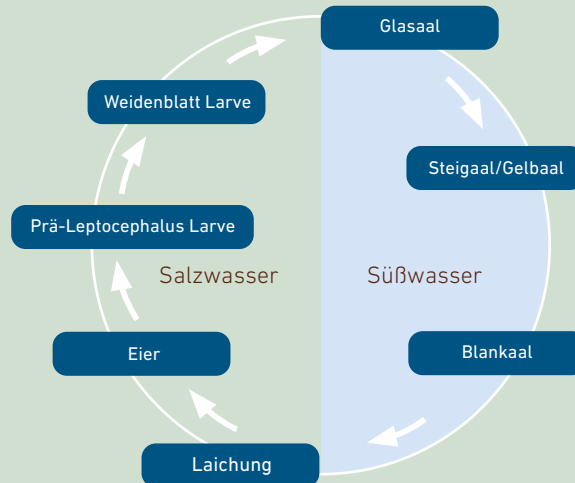 Glasaal
Weidenblatt Larve
Steigaal/Gelbaal
Prä-Leptocephalus Larve
Salzwasser
Süßwasser
Eier
Blankaal
Laichung